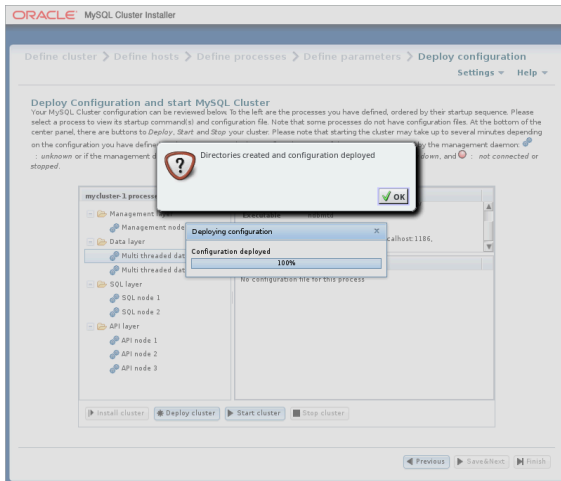 ORACLE MySQL Cluster Installer
Define cluster Define hosts Define processes Define parameters Deploy configuration
Settings Help
Deploy Configuration and start MySQL Cluster
Your MySQL Cluster configuration can be reviewed below. To the left are the processes you have defined, ordered by their startup sequence. Please
select a process to view its startup command(s) and configuration file. Note that some processes do not have configuration files. At the bottom of the
center panel, there are buttons to Deploy, Start and Stop your cluster. Please note that starting the cluster may take up to several minutes depending
on the configuration you have define by the management daemon:
: unknown or if the management d down, and : not connected or
stopped.
Directories created and configuration deployed
OK
mycluster-1 process
Management layer
Management node
Data layer
Multi threaded dat
Multi threaded dat
SQL layer
SQL node 1
SQL node 2
API layer
API node 1
API node 2
API node 3
Executable
calhost:1186,
Deploying configuration x
Configuration deployed
100%
No configuration file for this process
Install cluster Deploy cluster Start cluster Stop cluster
Previous Save&Next Finish